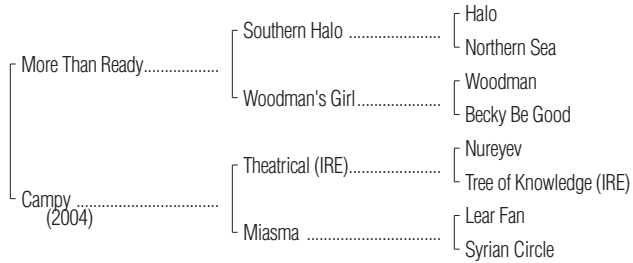 Halo
Southern Halo ......................
Northern Sea
More Than Ready..................
Woodman
Woodman's Girl....................
Becky Be Good
Nureyev
Theatrical (IRE)......................
Tree of Knowledge (IRE)
Campy ..................................
(2004)
Lear Fan
Miasma ................................
Syrian Circle